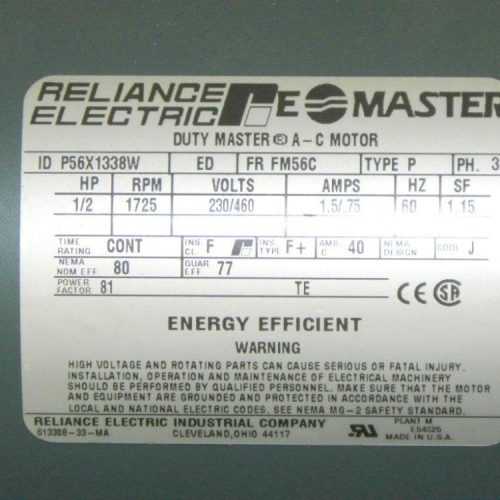 RELIANCE ELECTRIC RE E MASTER
DUTY MASTER ® A-C MOTOR
ID P56X1338W ED FR FM56C TYPE P PH. 3
HP RPM VOLTS AMPS HZ SF
1/2 1725 230/460 1.5/.75 60 1.15
TIME RATING CONT INS. CL. F INS. TYPE F+ AMB. C 40 NEMA DESIGN CODE J
NEMA NOM. EFF 80 GUAR EFF 77
POWER FACTOR 81 TE
CE SA
ENERGY EFFICIENT
WARNING
HIGH VOLTAGE AND ROTATING PARTS CAN CAUSE SERIOUS OR FATAL INJURY.
INSTALLATION, OPERATION AND MAINTENANCE OF ELECTRICAL MACHINERY
SHOULD BE PERFORMED BY QUALIFIED PERSONNEL. MAKE SURE THAT THE MOTOR
AND EQUIPMENT ARE GROUNDED AND PROTECTED IN ACCORDANCE WITH THE
LOCAL AND NATIONAL ELECTRIC CODES. SEE NEMA MG-2 SAFETY STANDARD.
RELIANCE ELECTRIC INDUSTRIAL COMPANY PLANT M
613308-33-MA CLEVELAND, OHIO 44117 E54025
MADE IN U.S.A.